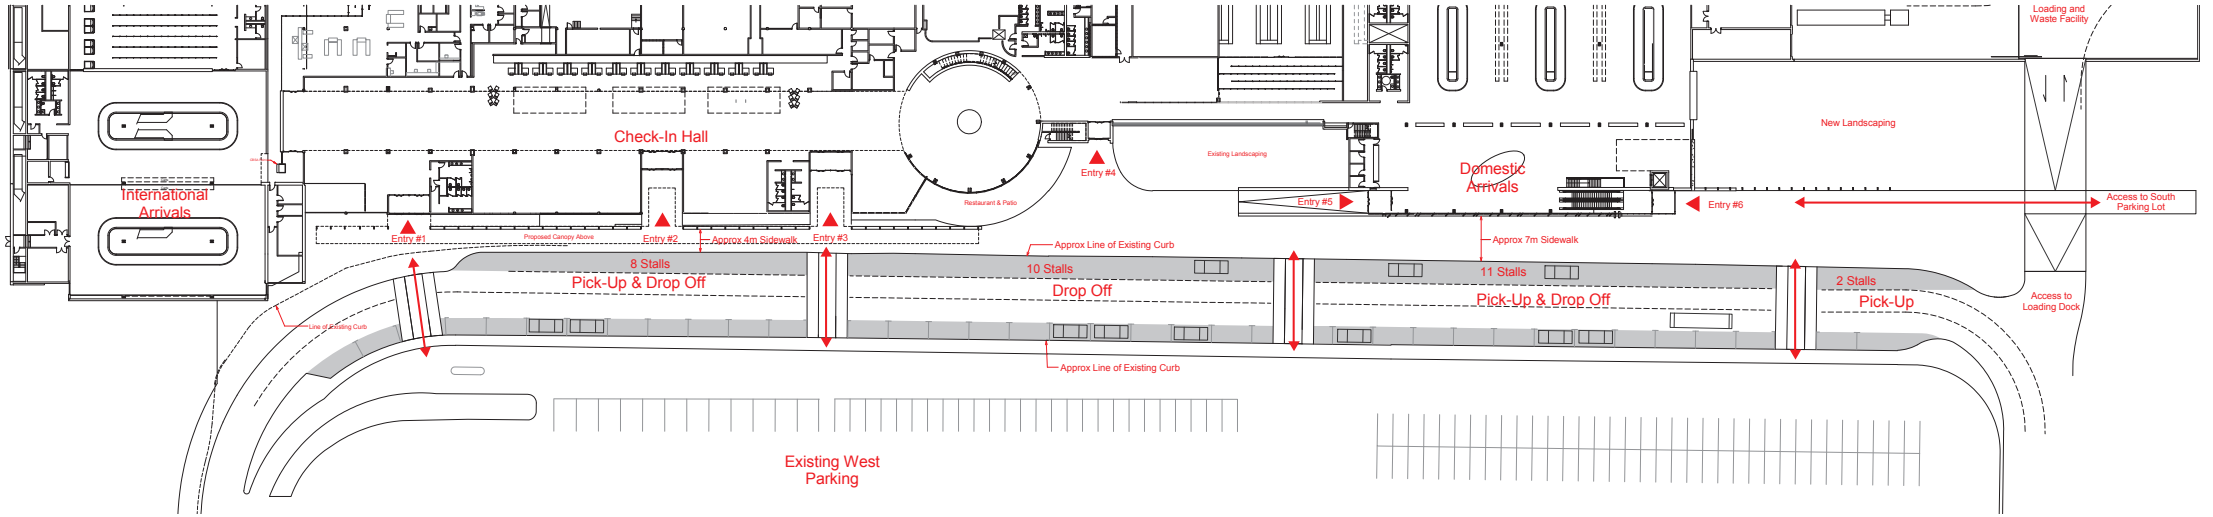 Loading and
Waste Facility
Check-In Hall
New Landscaping
Existing Landscaping
Entry #4
Domestic
Arrivals
International
Arrivals
Restaurant & Patio
Entry #5
Entry #6
Access to South
Parking Lot
Entry #1
Proposed Canopy Above
Entry #2
Approx 4m Sidewalk
Entry #3
Approx Line of Existing Curb
Approx 7m Sidewalk
8 Stalls
Pick-Up & Drop Off
10 Stalls
Drop Off
11 Stalls
Pick-Up & Drop Off
2 Stalls
Pick-Up
Access to
Loading Dock
Line of Existing Curb
Approx Line of Existing Curb
Existing West
Parking